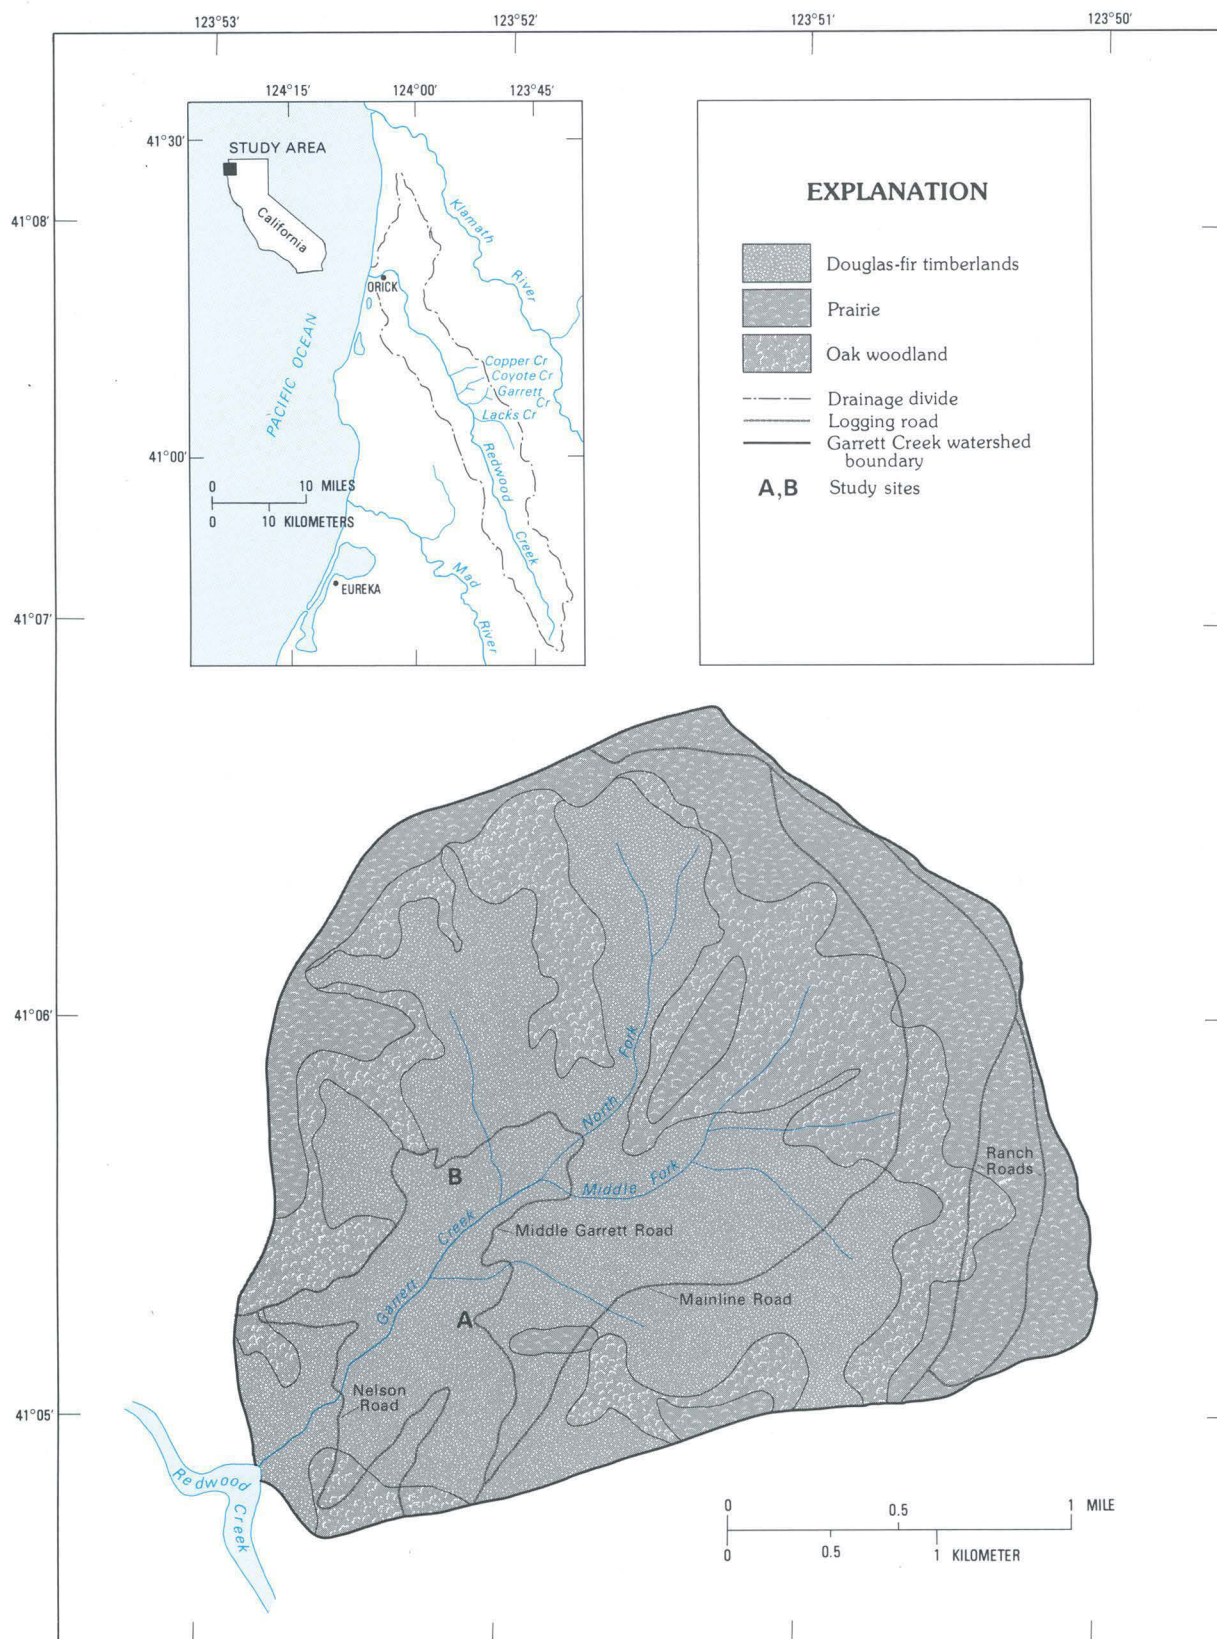 123°53'
123°52'
123°51'
123°50'
124°15'
124°00'
123°45'
41°30'
STUDY AREA
California
41°08'
Klamath
River
ORICK
PACIFIC OCEAN
Copper Cr
Coyote Cr
Garrett
Cr
Lacks Cr
41°00'
Redwood
Creek
0 10 MILES
0 10 KILOMETERS
Mad
River
EUREKA
41°07'
EXPLANATION
Douglas-fir timberlands
Prairie
Oak woodland
Drainage divide
Logging road
Garrett Creek watershed
boundary
A,B Study sites
41°06'
North
Fork
B
Middle Fork
Ranch
Roads
Garrett Creek
Middle Garrett Road
Mainline Road
A
Nelson
Road
41°05'
Redwood
Creek
0 0.5 1 MILE
0 0.5 1 KILOMETER